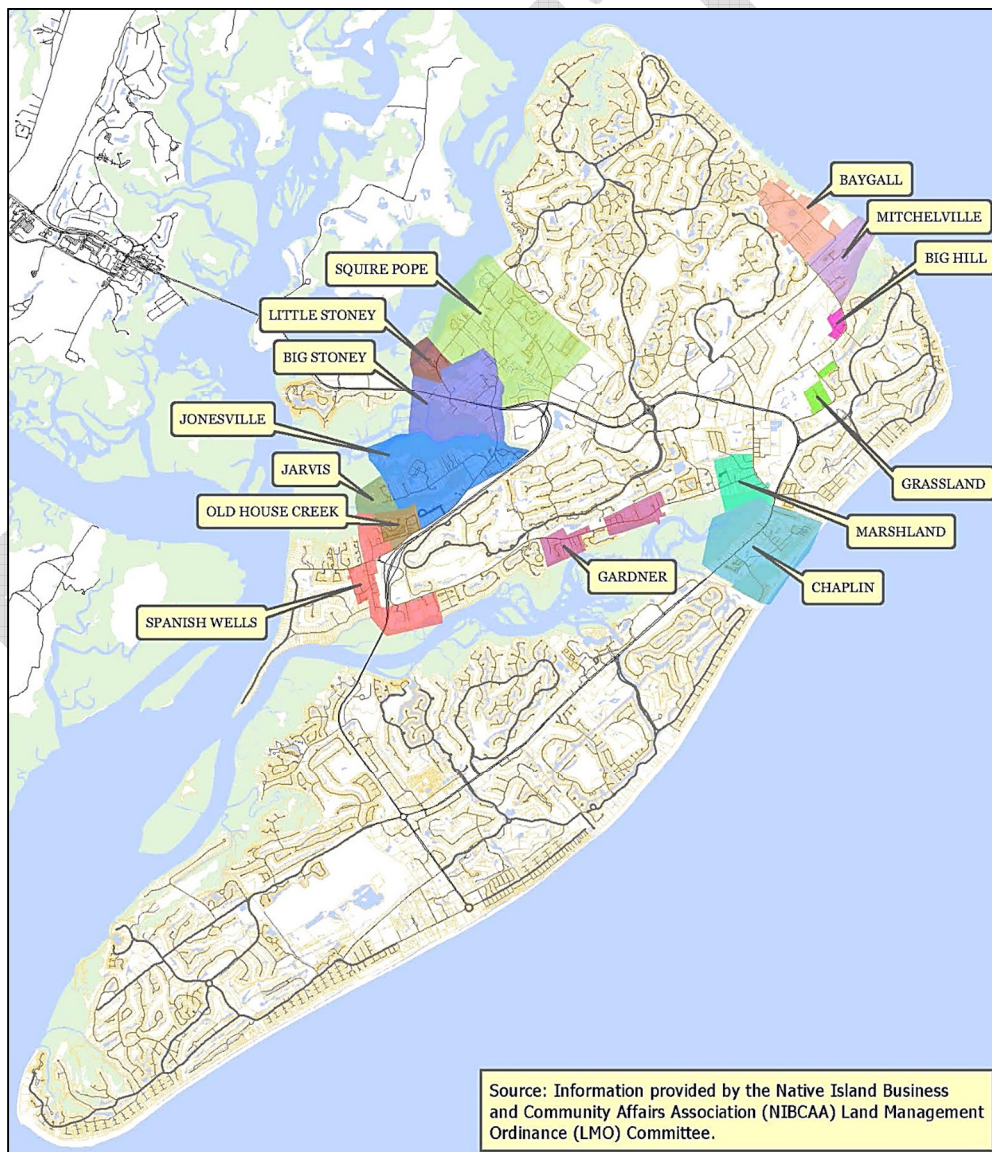 BAYGALL
MITCHELVILLE
BIG HILL
SQUIRE POPE
LITTLE STONEY
BIG STONEY
JONESVILLE
JARVIS
OLD HOUSE CREEK
GRASSLAND
MARSHLAND
GARDNER
CHAPLIN
SPANISH WELLS
Source: Information provided by the Native Island Business
and Community Affairs Association (NIBCAA) Land Management
Ordinance (LMO) Committee.